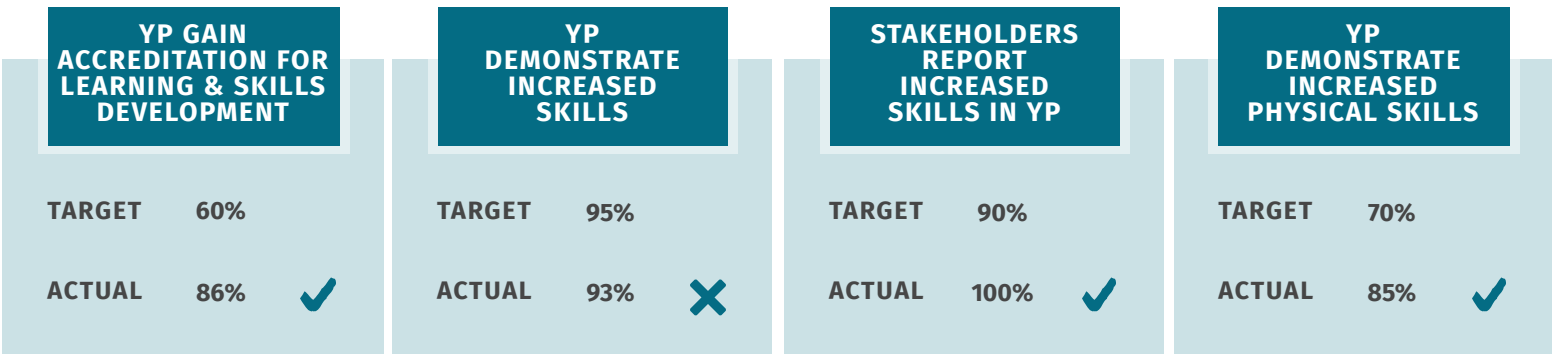 YP GAIN
ACCREDITATION FOR
LEARNING & SKILLS
DEVELOPMENT
TARGET 60%
ACTUAL 86%
YP
DEMONSTRATE
INCREASED
SKILLS
TARGET 95%
ACTUAL 93%
STAKEHOLDERS
REPORT
INCREASED
SKILLS IN YP
TARGET 90%
ACTUAL 100%
YP
DEMONSTRATE
INCREASED
PHYSICAL SKILLS
TARGET 70%
ACTUAL 85%